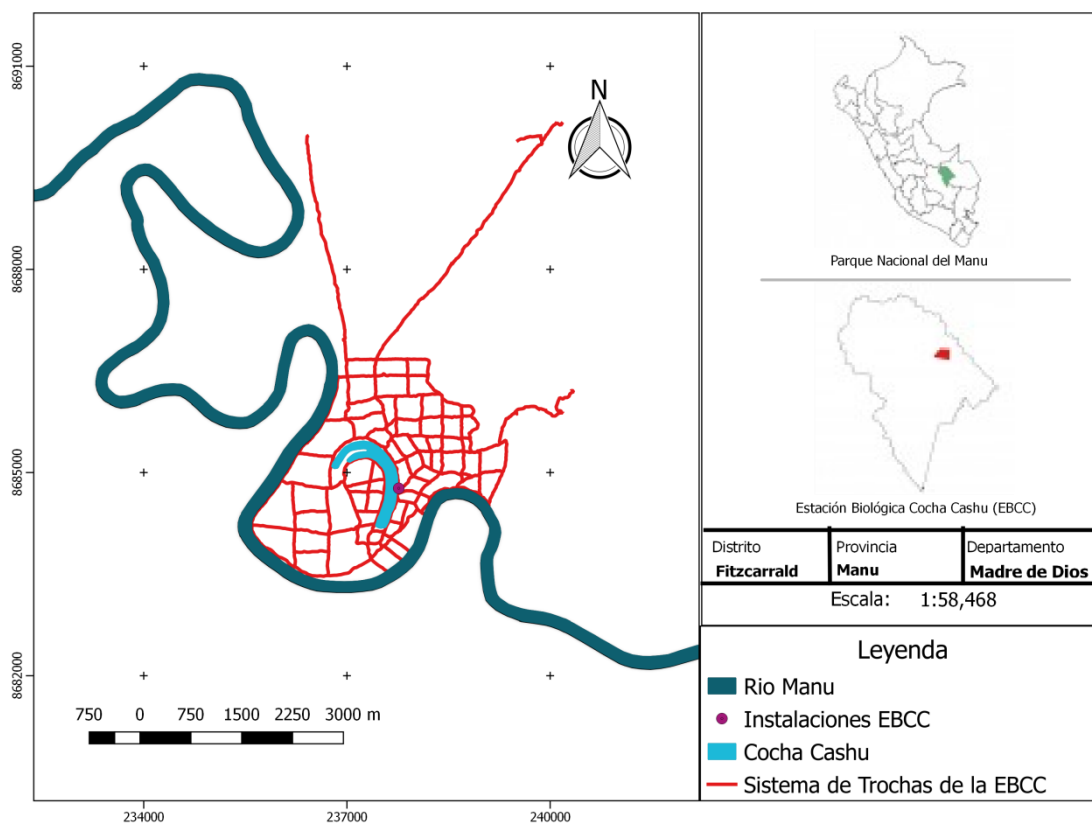 8691000
8688000
8685000
8682000
234000
237000
240000
N
750 0 750 1500 2250 3000 m
Parque Nacional del Manu
Estación Biológica Cocha Cashu (EBCC)
Distrito Provincia Departamento
Fitzcarrald Manu Madre de Dios
Escala: 1:58,468
Leyenda
Rio Manu
Instalaciones EBCC
Cocha Cashu
Sistema de Trochas de la EBCC